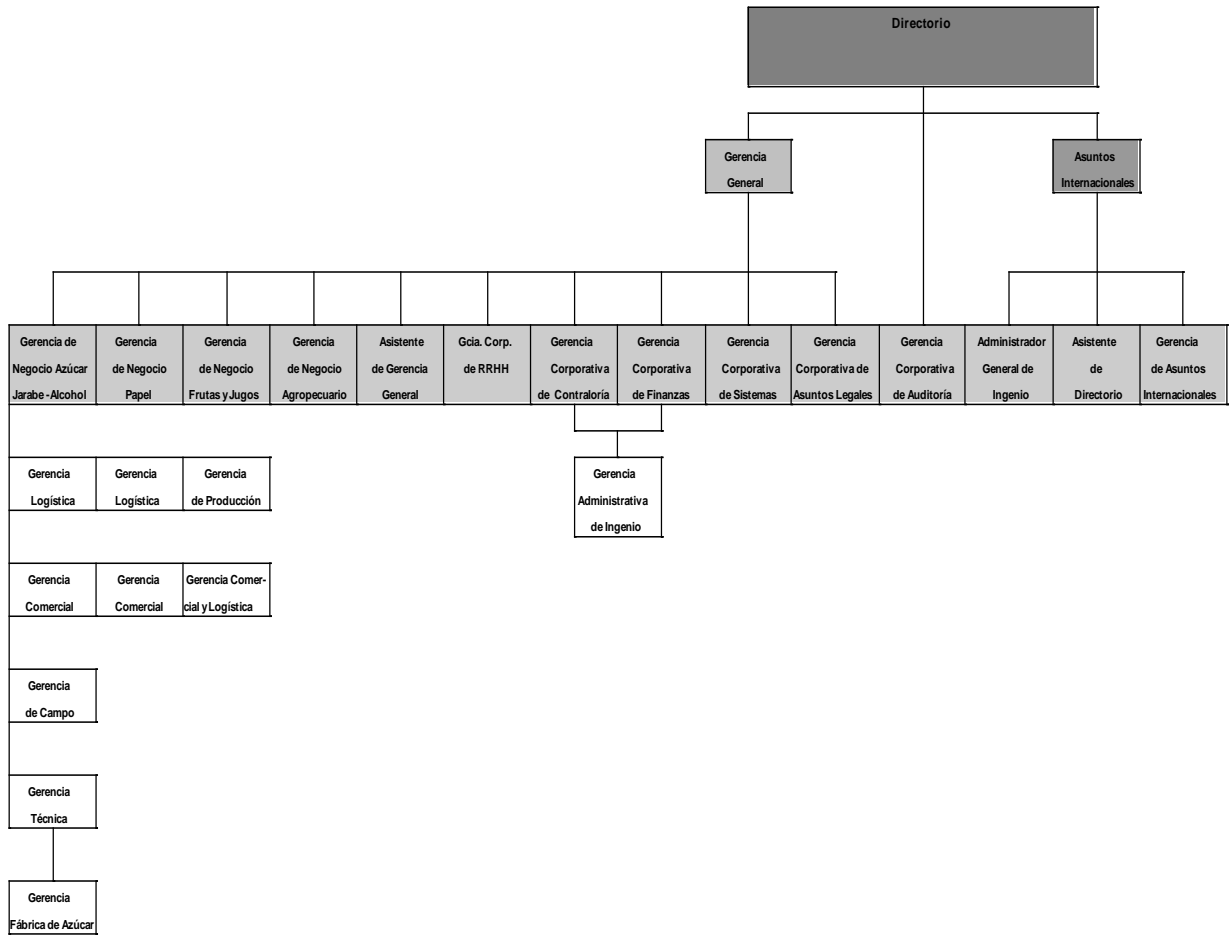 Directorio
Gerencia
General
Asuntos
Internacionales
Gerencia de
Negocio Azúcar
Jarabe - Alcohol
Gerencia
de Negocio
Papel
Gerencia
de Negocio
Frutas y Jugos
Gerencia
de Negocio
Agropecuario
Asistente
de Gerencia
General
Gcia. Corp.
de RRHH
Gerencia
Corporativa
de Contraloría
Gerencia
Corporativa
de Finanzas
Gerencia
Corporativa
de Sistemas
Gerencia
Corporativa de
Asuntos Legales
Gerencia
Corporativa
de Auditoría
Administrador
General de
Ingenio
Asistente
de
Directorio
Gerencia
de Asuntos
Internacionales
Gerencia
Logística
Gerencia
Logística
Gerencia
de Producción
Gerencia
Administrativa
de Ingenio
Gerencia
Comercial
Gerencia
Comercial
Gerencia Comer-
cial y Logística
Gerencia
de Campo
Gerencia
Técnica
Gerencia
Fábrica de Azúcar